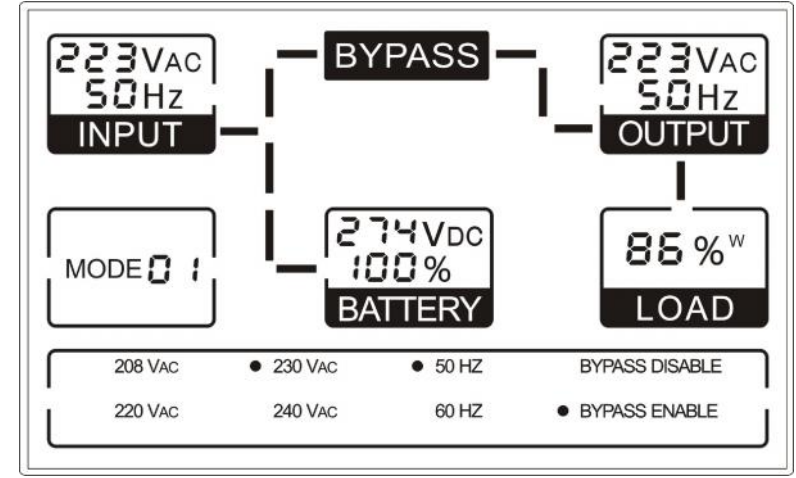 223VAC
50HZ
INPUT
BYPASS
223VAC
50HZ
OUTPUT
MODE 01
274VDC
100%
BATTERY
86%W
LOAD
208 VAC ● 230 VAC ● 50 HZ BYPASS DISABLE
220 VAC 240 VAC 60 HZ ● BYPASS ENABLE